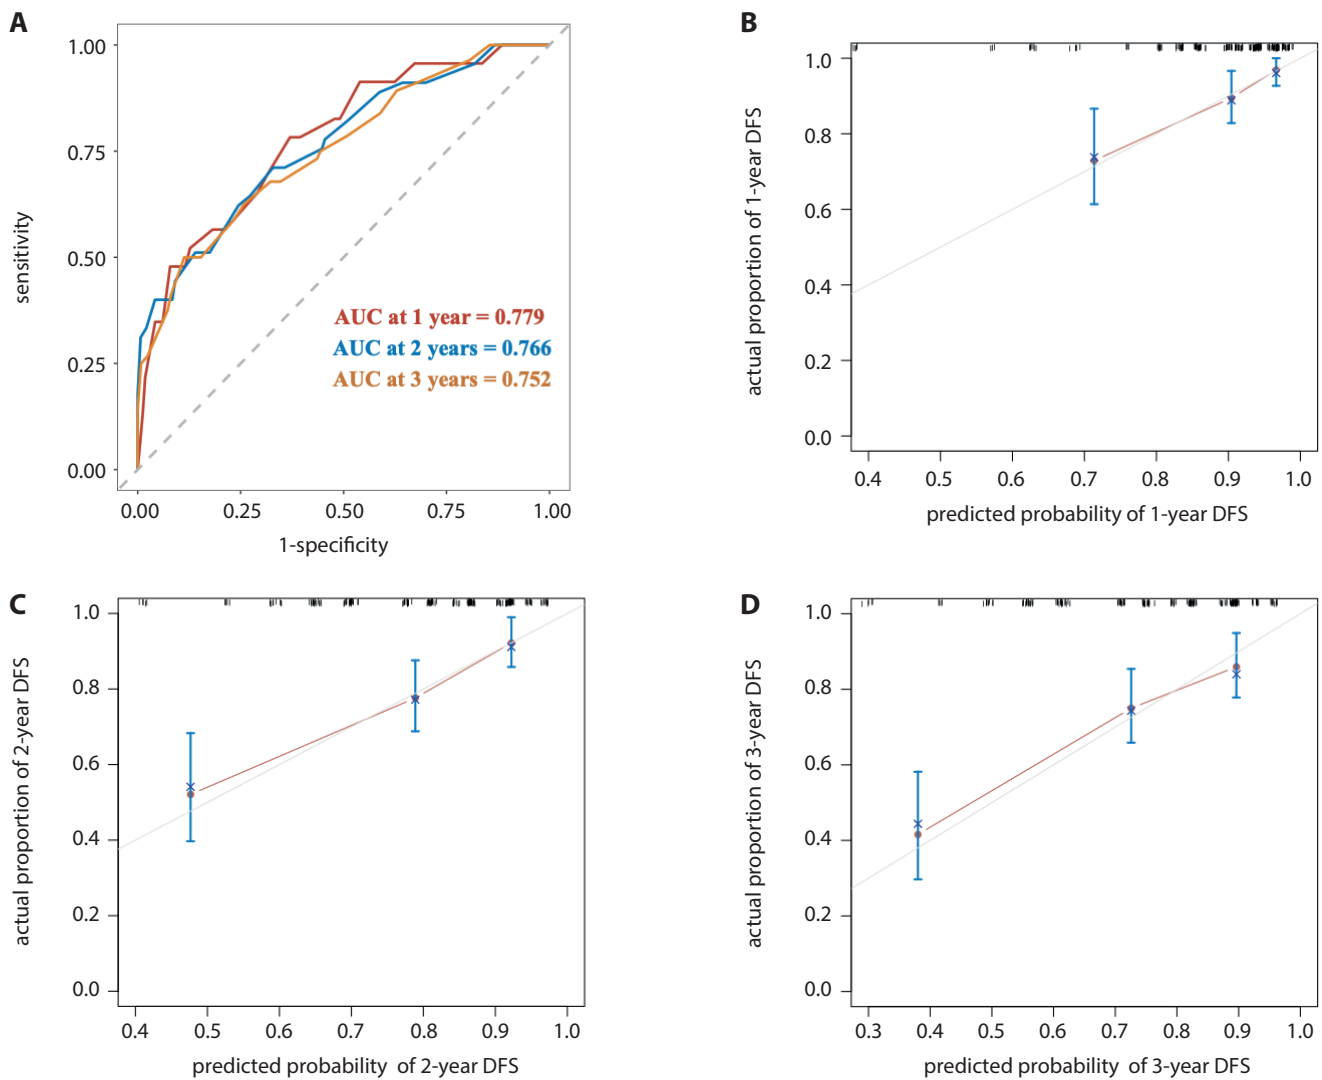 A
1.00
0.75
0.50
0.25
0.00
sensitivity
AUC at 1 year = 0.779
AUC at 2 years = 0.766
AUC at 3 years = 0.752
0.00 0.25 0.50 0.75 1.00
1-specificity
B
1.0
0.8
0.6
0.4
0.2
0.0
actual proportion of 1-year DFS
0.4 0.5 0.6 0.7 0.8 0.9 1.0
predicted probability of 1-year DFS
C
1.0
0.8
0.6
0.4
0.2
0.0
actual proportion of 2-year DFS
0.4 0.5 0.6 0.7 0.8 0.9 1.0
predicted probability of 2-year DFS
D
1.0
0.8
0.6
0.4
0.2
0.0
actual proportion of 3-year DFS
0.3 0.4 0.5 0.6 0.7 0.8 0.9 1.0
predicted probability of 3-year DFS